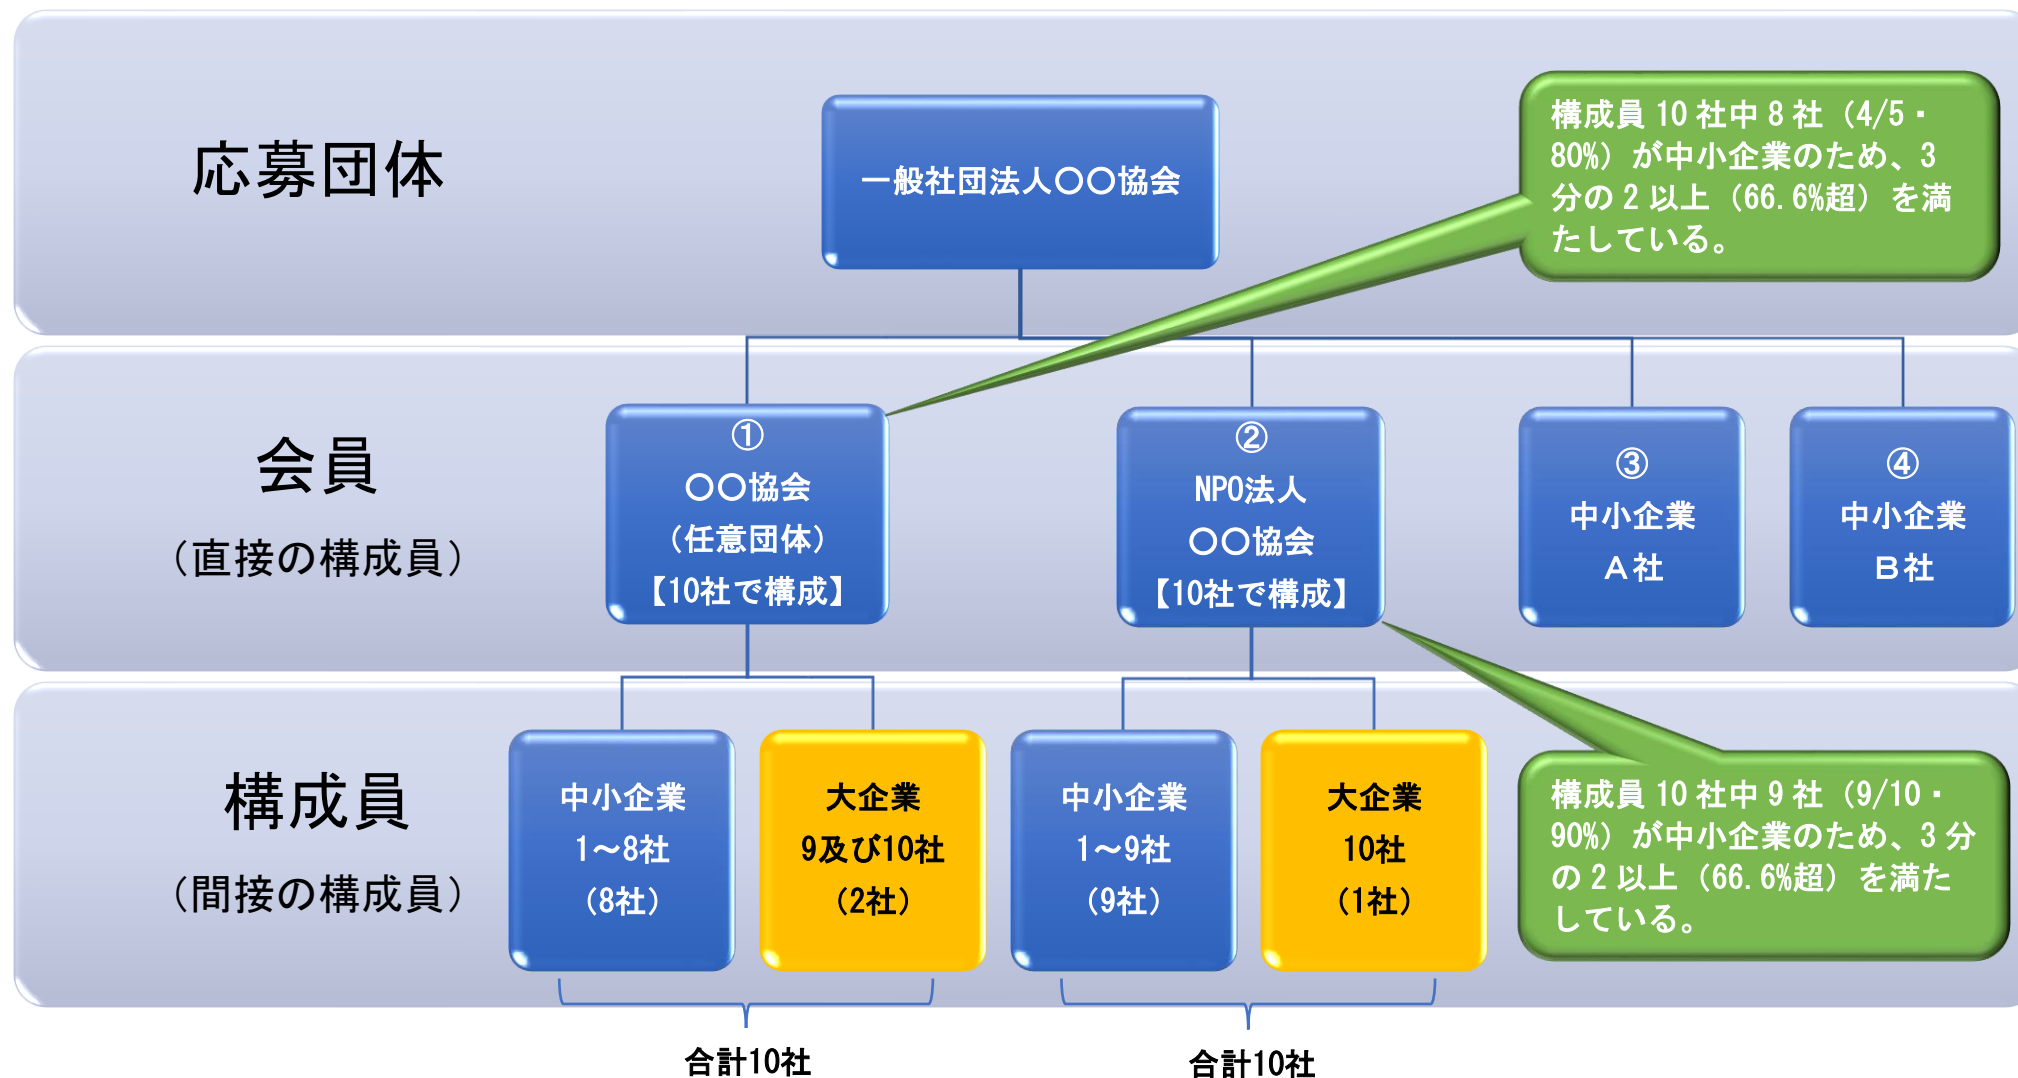 応募団体
一般社団法人〇〇協会
構成員 10 社中 8 社（4/5・
80%）が中小企業のため、3
分の 2 以上（66.6%超）を満
たしている。
会員
（直接の構成員）
①
〇〇協会
（任意団体）
【10社で構成】
②
NPO法人
〇〇協会
【10社で構成】
③
中小企業
Ａ社
④
中小企業
Ｂ社
構成員
（間接の構成員）
中小企業
1～8社
（8社）
大企業
9及び10社
（2社）
中小企業
1～9社
（9社）
大企業
10社
（1社）
構成員 10 社中 9 社（9/10・
90%）が中小企業のため、3 分
の 2 以上（66.6%超）を満た
している。
合計10社
合計10社